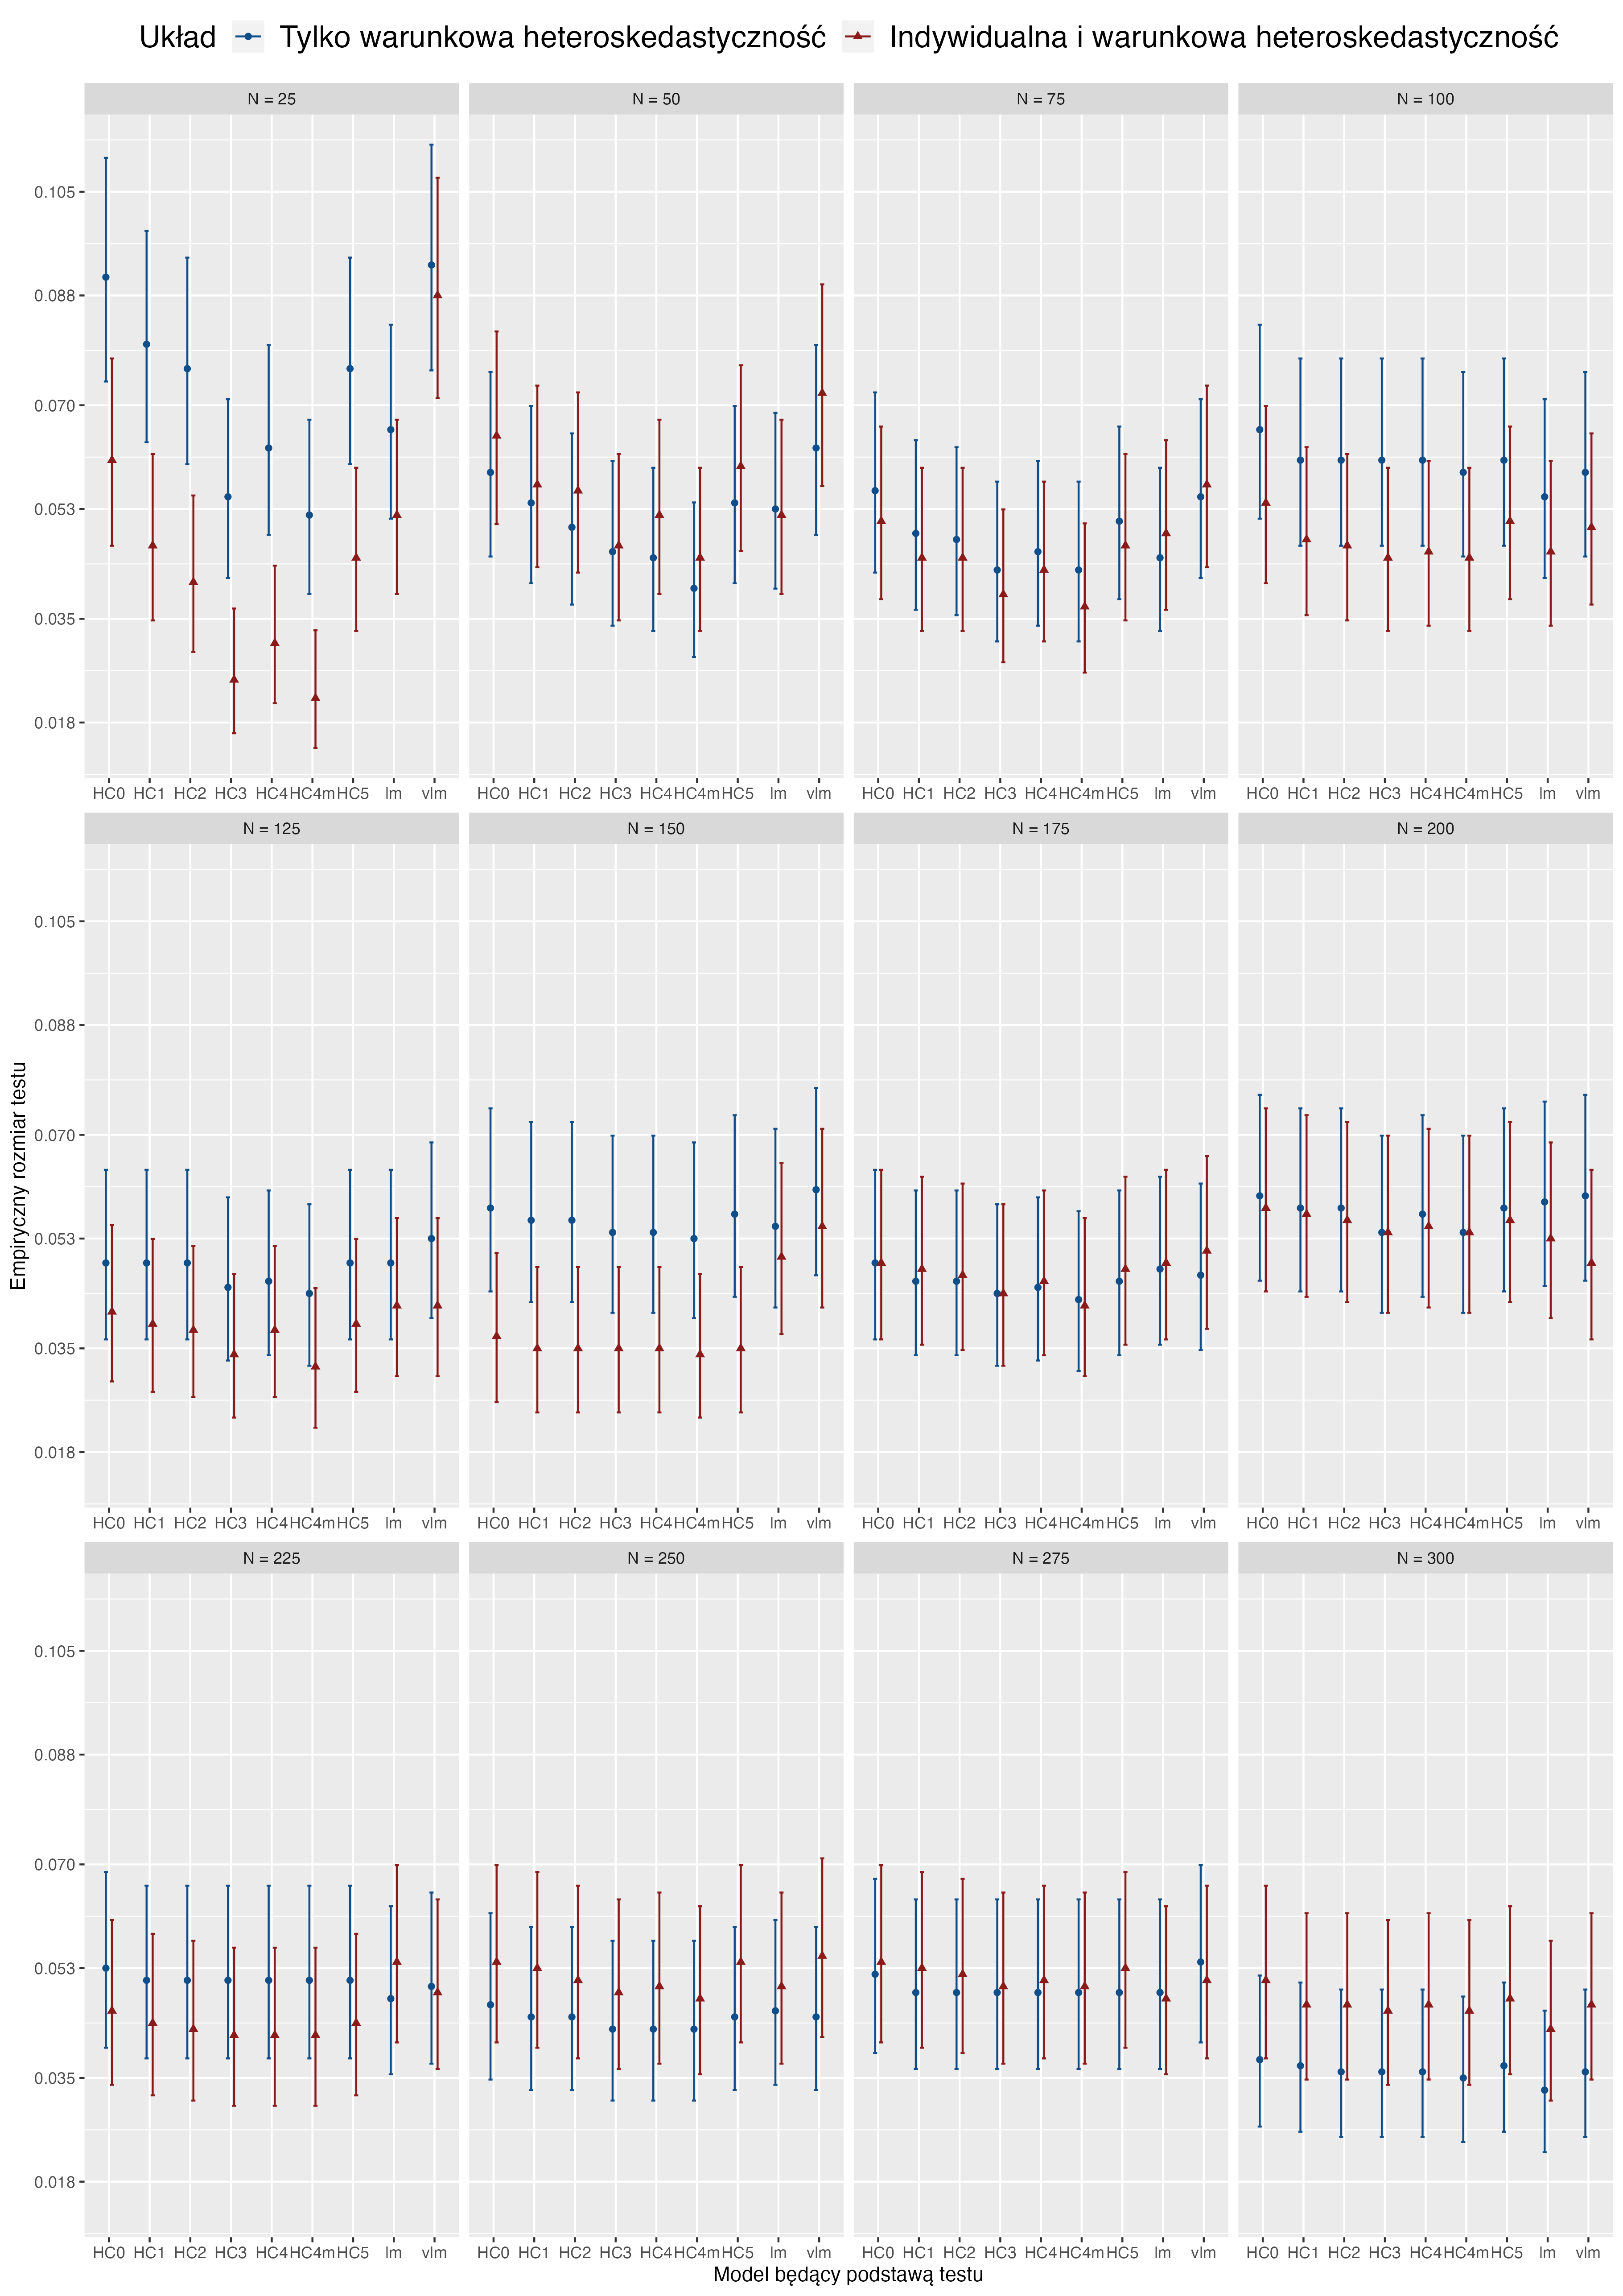 Układ Tylko warunkowa heteroskedastyczność Indywidualna i warunkowa heteroskedastyczność
N = 25 N = 50 N = 75 N = 100
0.105
0.088
0.070
0.053
0.035
0.018
HC0 HC1 HC2 HC3 HC4 HC4m HC5 lm vlm HC0 HC1 HC2 HC3 HC4 HC4m HC5 lm vlm HC0 HC1 HC2 HC3 HC4 HC4m HC5 lm vlm HC0 HC1 HC2 HC3 HC4 HC4m HC5 lm vlm
N = 125 N = 150 N = 175 N = 200
0.105
0.088
0.070
0.053
0.035
0.018
HC0 HC1 HC2 HC3 HC4 HC4m HC5 lm vlm HC0 HC1 HC2 HC3 HC4 HC4m HC5 lm vlm HC0 HC1 HC2 HC3 HC4 HC4m HC5 lm vlm HC0 HC1 HC2 HC3 HC4 HC4m HC5 lm vlm
N = 225 N = 250 N = 275 N = 300
0.105
0.088
0.070
0.053
0.035
0.018
HC0 HC1 HC2 HC3 HC4 HC4m HC5 lm vlm HC0 HC1 HC2 HC3 HC4 HC4m HC5 lm vlm HC0 HC1 HC2 HC3 HC4 HC4m HC5 lm vlm HC0 HC1 HC2 HC3 HC4 HC4m HC5 lm vlm
Empiryczny rozmiar testu
Model będący podstawą testu